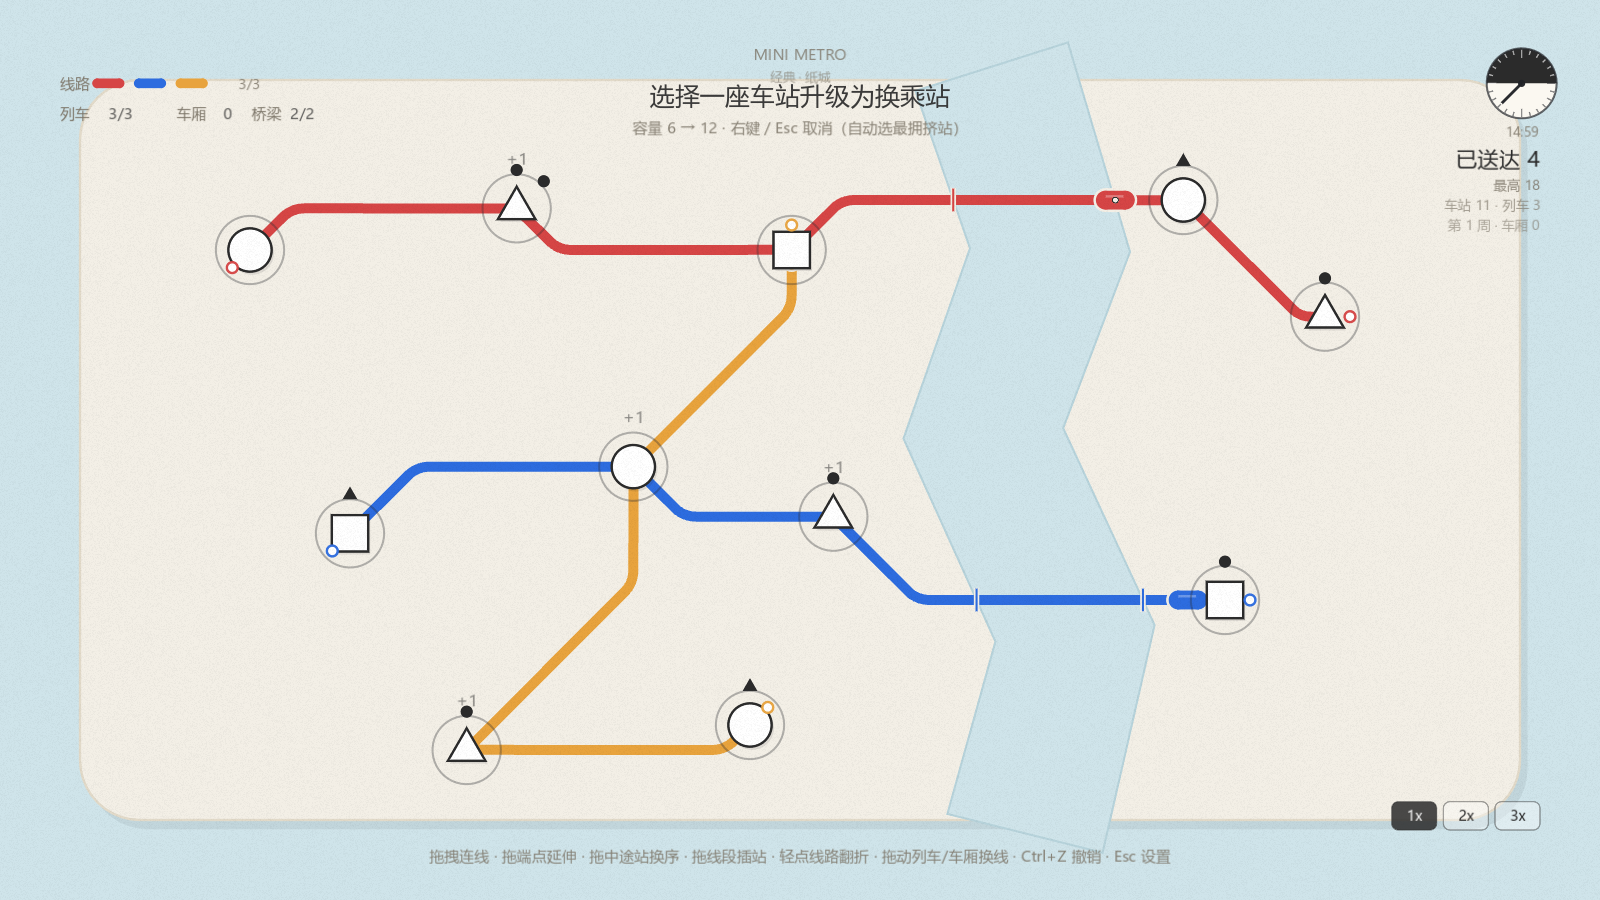 MINI METRO
经典 · 纸城
选择一座车站升级为换乘站
容量 6 → 12 · 右键 / Esc 取消（自动选最拥挤站）
线路 3/3
列车 3/3 车厢 0 桥梁 2/2
14:59
已送达 4
最高 18
车站 11 · 列车 3
第 1 周 · 车厢 0
+1
+1
+1
+1
1x 2x 3x
拖拽连线 · 拖端点延伸 · 拖中途站换序 · 拖线段插站 · 轻点线路翻折 · 拖动列车/车厢换线 · Ctrl+Z 撤销 · Esc 设置